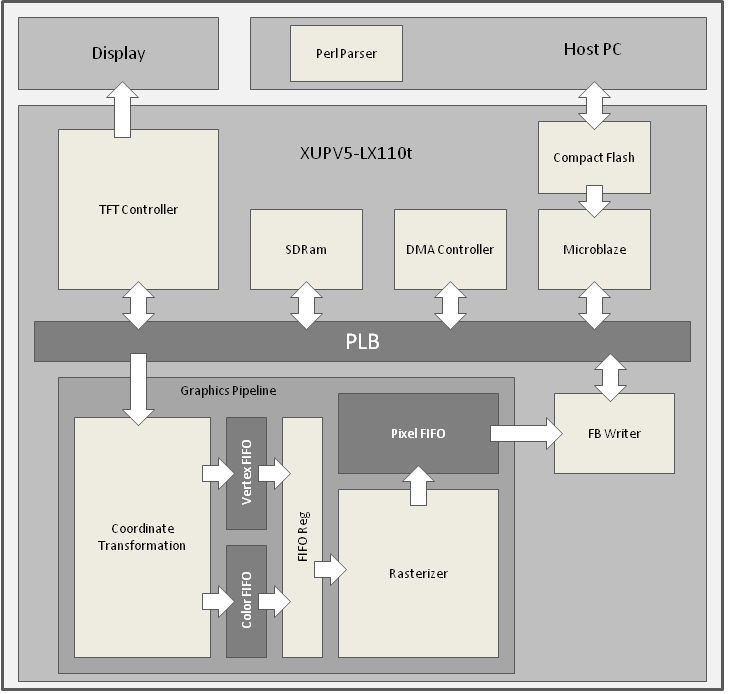 Display
Perl Parser
Host PC
XUPV5-LX110t
Compact Flash
TFT Controller
SDRam
DMA Controller
Microblaze
PLB
Graphics Pipeline
Pixel FIFO
FB Writer
Vertex FIFO
FIFO Reg
Coordinate
Transformation
Color FIFO
Rasterizer